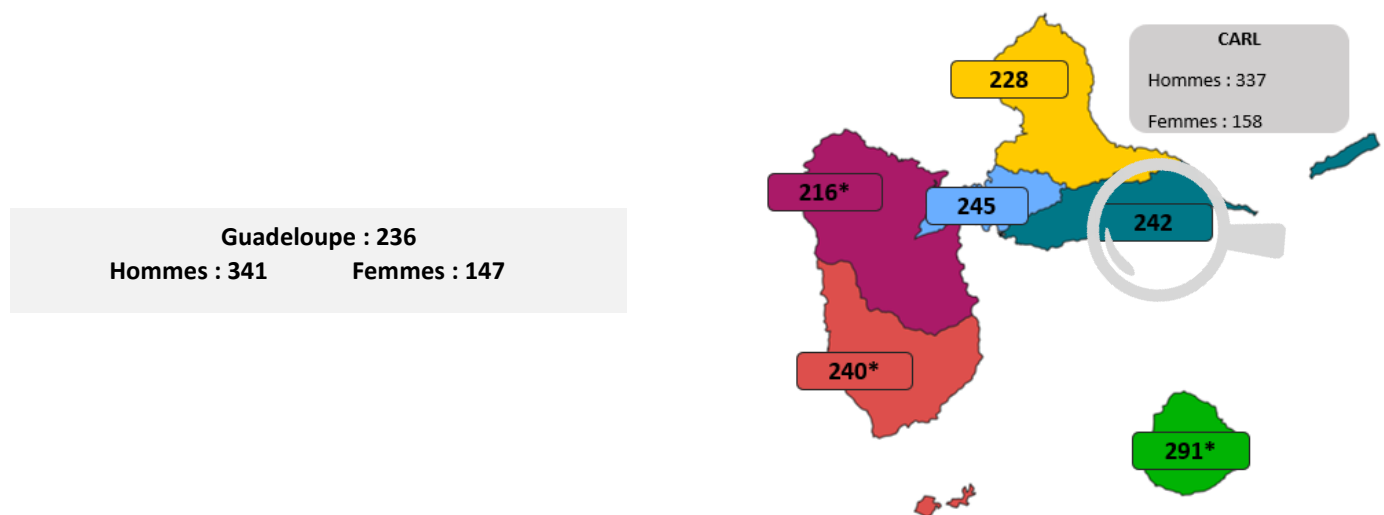 Guadeloupe : 236
Hommes : 341 Femmes : 147
CARL
Hommes : 337
Femmes : 158
228
216*
245
242
240*
291*